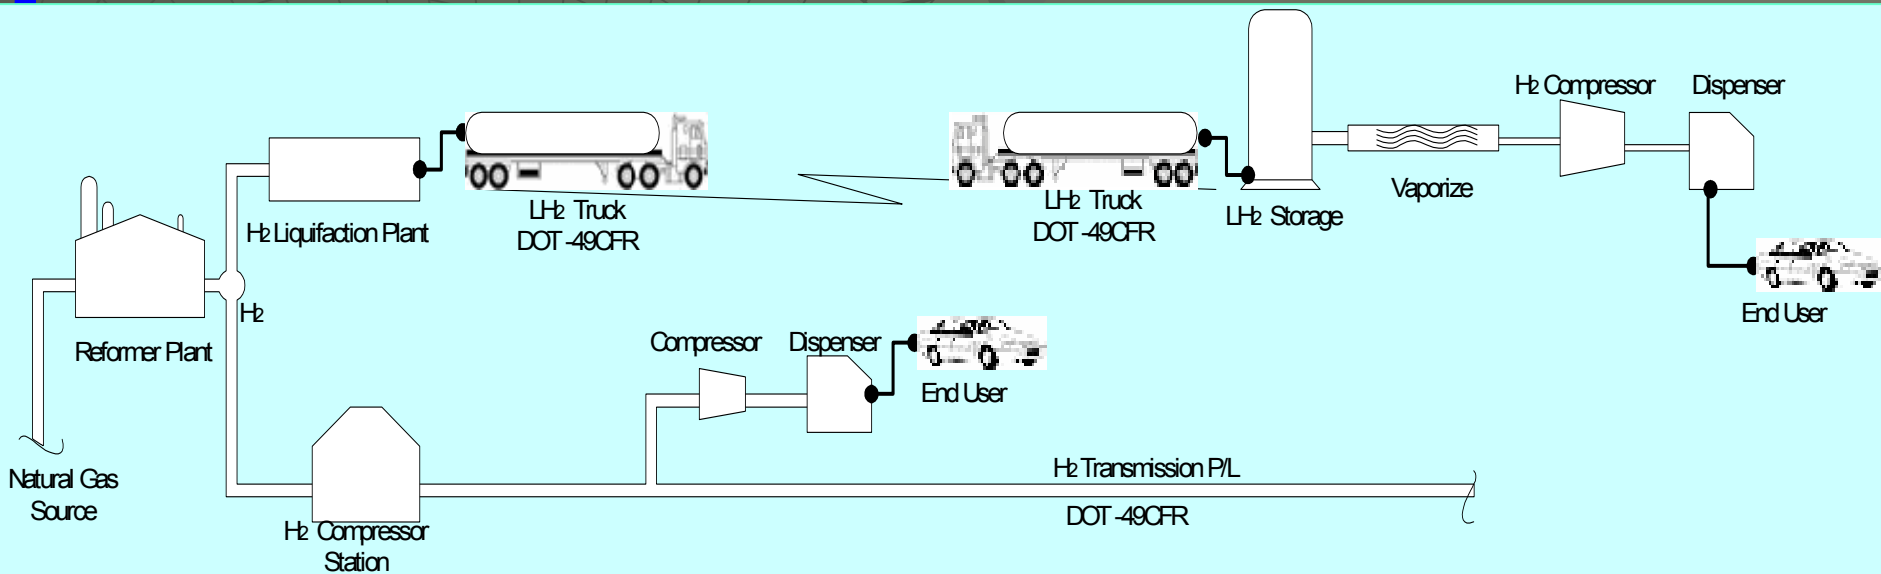 H2 Compressor
Dispenser
H2 Liquifaction Plant
LH2 Truck
DOT -49CFR
LH2 Truck
DOT -49CFR
LH2 Storage
Vaporize
End User
H2
Reformer Plant
Compressor
Dispenser
End User
Natural Gas
Source
H2 Compressor
Station
H2 Transmission P/L
DOT -49CFR